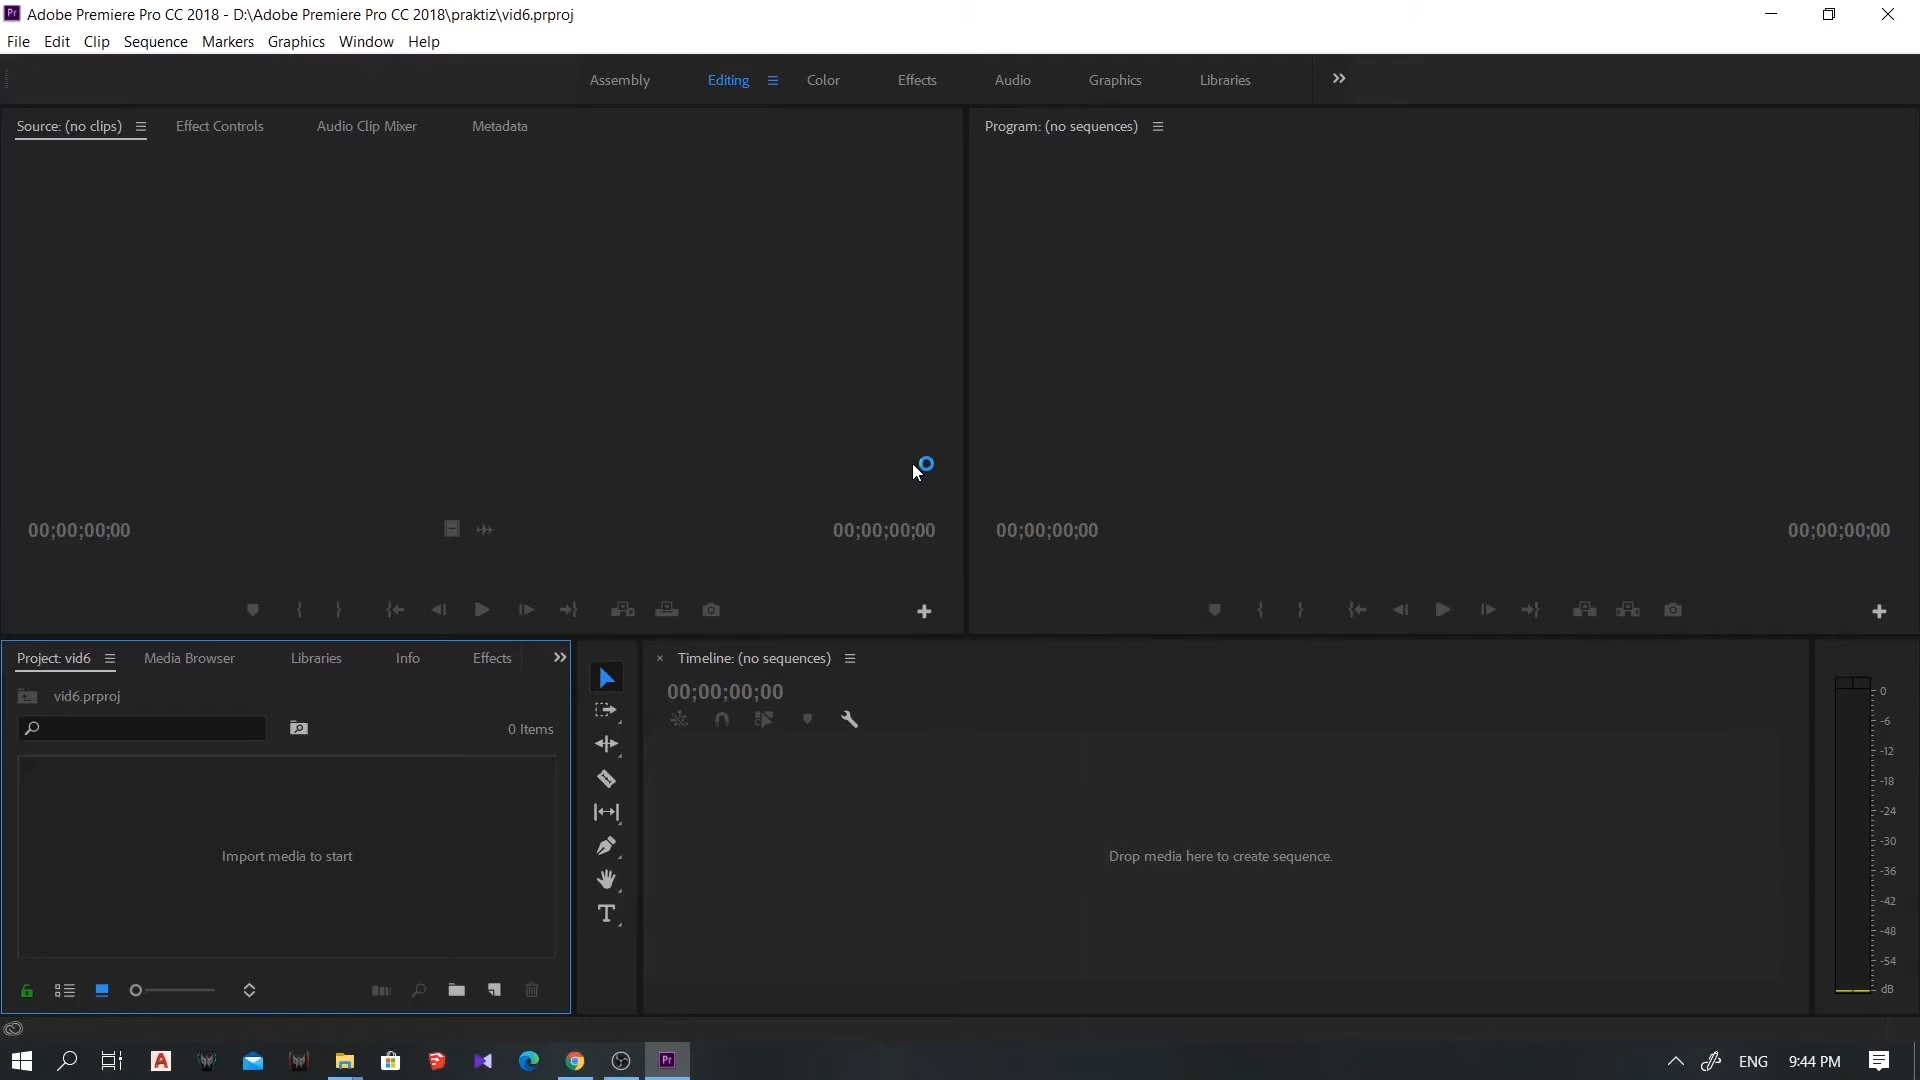 Adobe Premiere Pro CC 2018 - D:\Adobe Premiere Pro CC 2018\praktiz\vid6.prproj
File Edit Clip Sequence Markers Graphics Window Help
Assembly Editing Color Effects Audio Graphics Libraries
Source: (no clips) Effect Controls Audio Clip Mixer Metadata
Program: (no sequences)
00;00;00;00 00;00;00;00
00;00;00;00 00;00;00;00
Project: vid6 Media Browser Libraries Info Effects
vid6.prproj
0 Items
Import media to start
Timeline: (no sequences)
00;00;00;00
Drop media here to create sequence.
0
-6
-12
-18
-24
-30
-36
-42
-48
-54
dB
Pr
ENG 9:44 PM